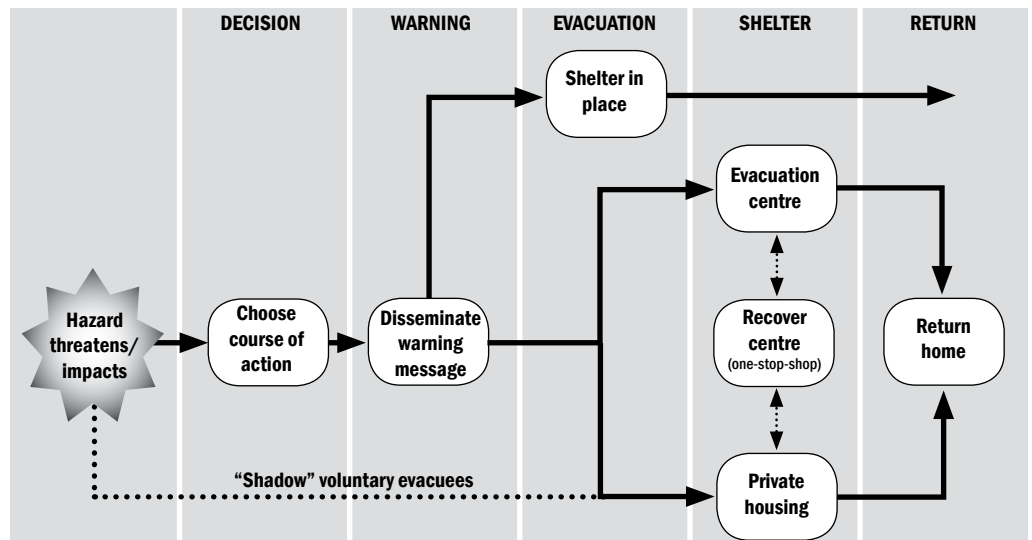 DECISION
WARNING
EVACUATION
SHELTER
RETURN
Shelter in
place
Evacuation
centre
Hazard
threatens/
impacts
Choose
course of
action
Disseminate
warning
message
Recover
centre
(one-stop-shop)
Return
home
“Shadow” voluntary evacuees
Private
housing